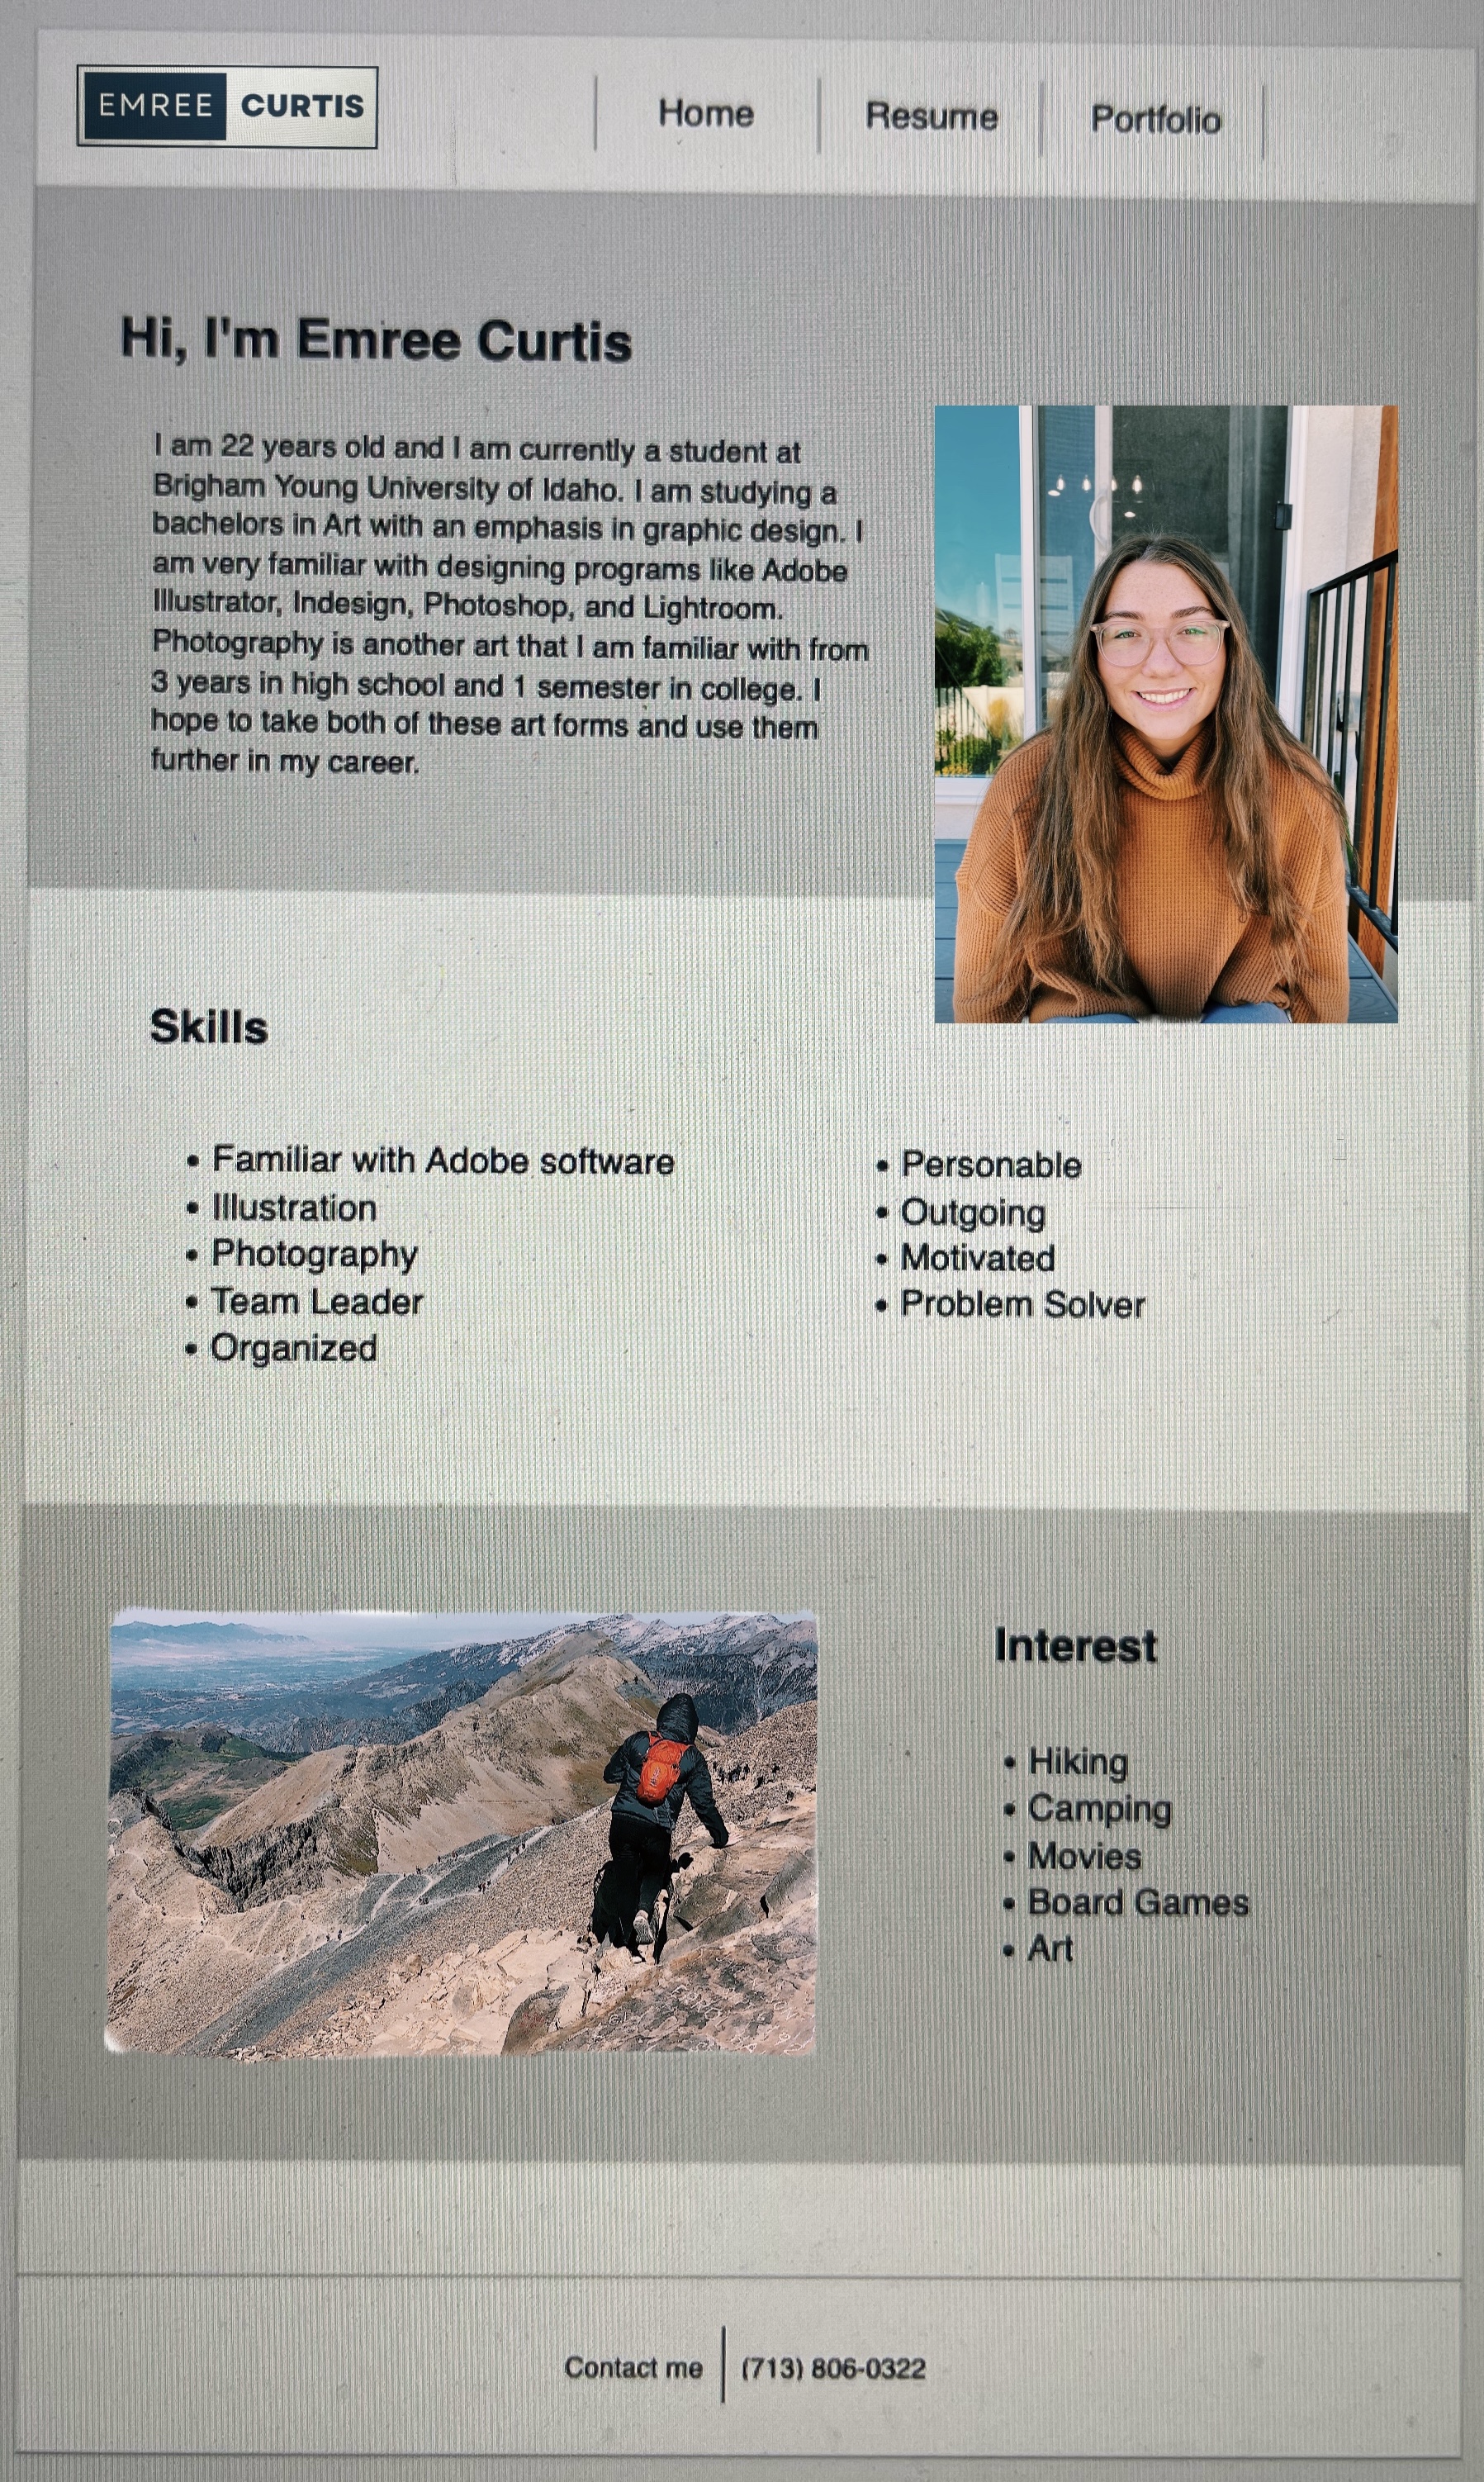 EMREE CURTIS
Home Resume Portfolio
Hi, I'm Emree Curtis
I am 22 years old and I am currently a student at
Brigham Young University of Idaho. I am studying a
bachelors in Art with an emphasis in graphic design. I
am very familiar with designing programs like Adobe
Illustrator, Indesign, Photoshop, and Lightroom.
Photography is another art that I am familiar with from
3 years in high school and 1 semester in college. I
hope to take both of these art forms and use them
further in my career.
Skills
• Familiar with Adobe software
• Illustration
• Photography
• Team Leader
• Organized
• Personable
• Outgoing
• Motivated
• Problem Solver
Interest
• Hiking
• Camping
• Movies
• Board Games
• Art
Contact me | (713) 806-0322